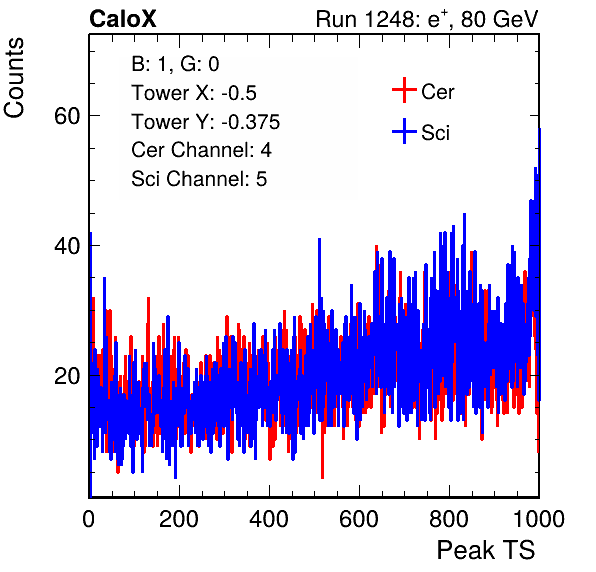 CaloX Run 1248: e⁺, 80 GeV
B: 1, G: 0
Tower X: -0.5
Tower Y: -0.375
Cer Channel: 4
Sci Channel: 5
Cer
Sci
Counts
60
40
20
0 200 400 600 800 1000
Peak TS